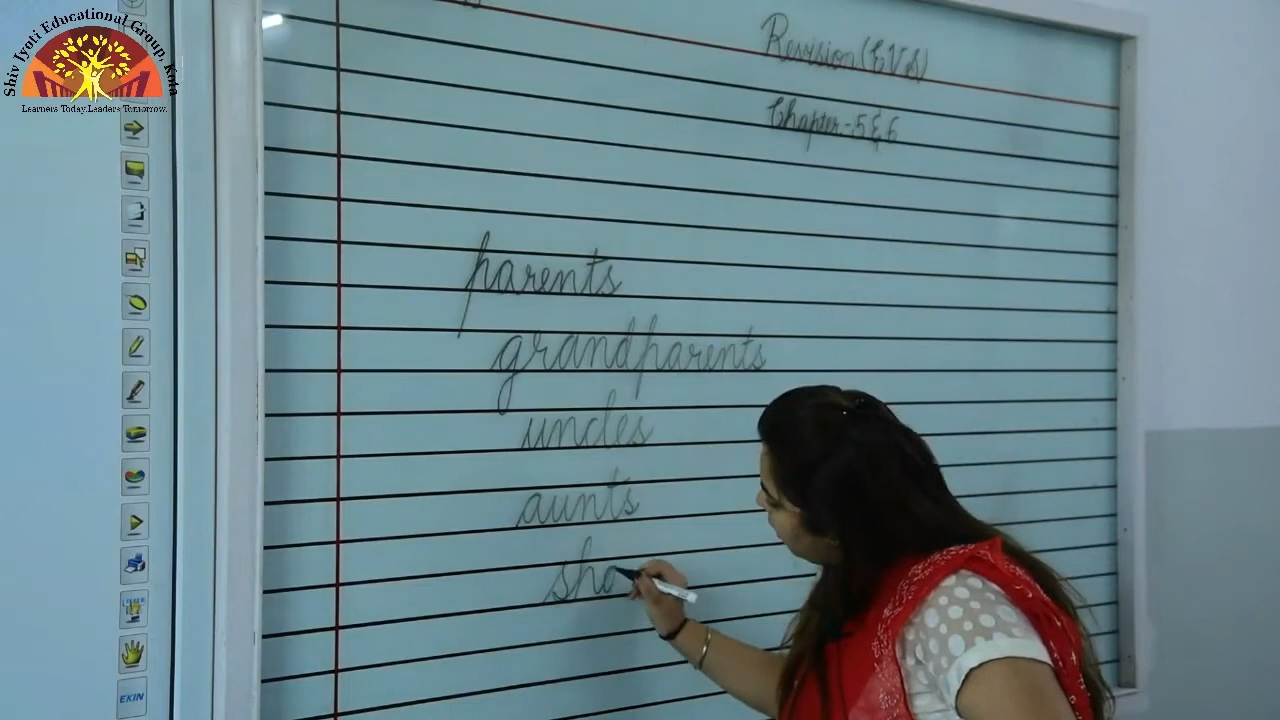 Shiv Jyoti Educational Group, Kota
Learners Today,Leaders Tomorrow.
Revision (EVS)
Chapter-5&6
parents
grandparents
uncles
aunts
sho
EKIN